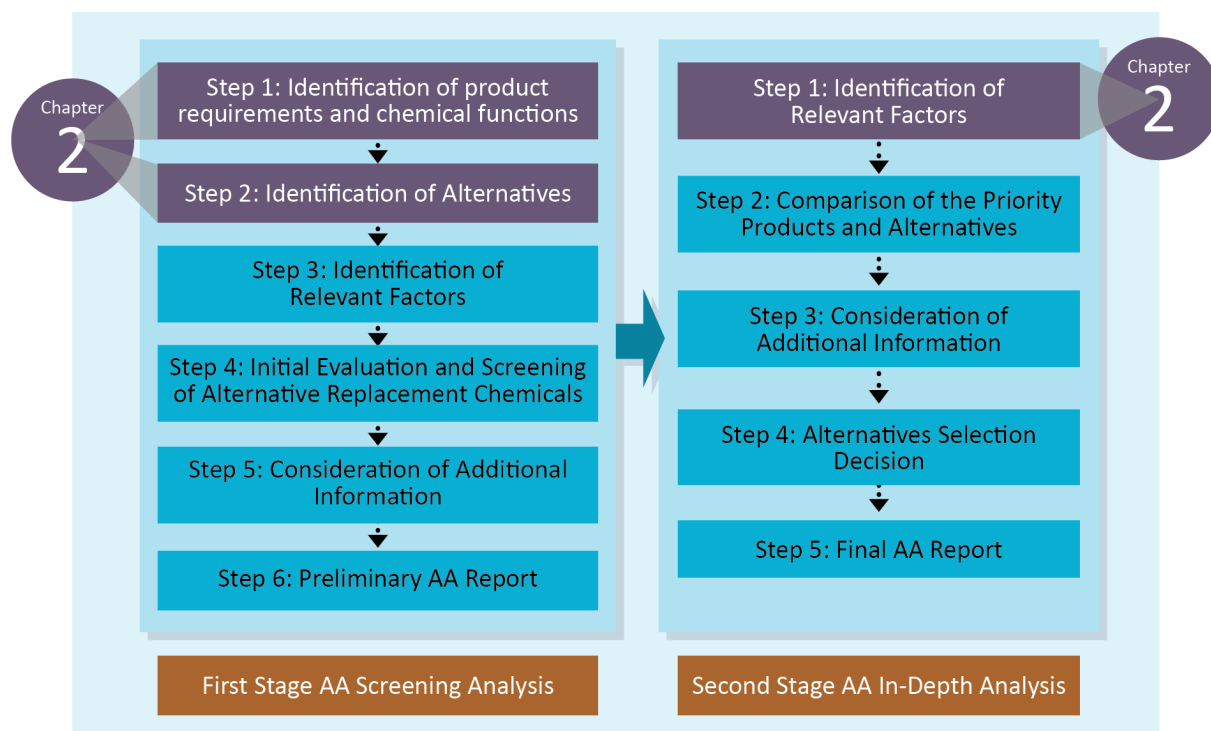 Chapter
2
Step 1: Identification of product
requirements and chemical functions
Step 2: Identification of Alternatives
Step 3: Identification of
Relevant Factors
Step 4: Initial Evaluation and Screening
of Alternative Replacement Chemicals
Step 5: Consideration of Additional
Information
Step 6: Preliminary AA Report
First Stage AA Screening Analysis
Chapter
2
Step 1: Identification of
Relevant Factors
Step 2: Comparison of the Priority
Products and Alternatives
Step 3: Consideration of
Additional Information
Step 4: Alternatives Selection
Decision
Step 5: Final AA Report
Second Stage AA In-Depth Analysis